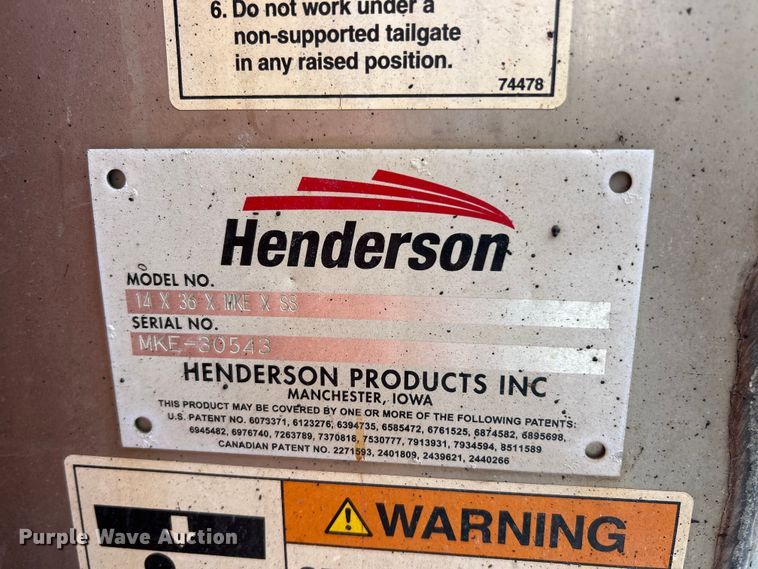 6. Do not work under a
non-supported tailgate
in any raised position.
74478
Henderson
MODEL NO.
14 X 36 X MKE X SS
SERIAL NO.
MKE-30543
HENDERSON PRODUCTS INC
MANCHESTER, IOWA
THIS PRODUCT MAY BE COVERED BY ONE OR MORE OF THE FOLLOWING PATENTS:
U.S. PATENT NO. 6073371, 6123276, 6394735, 6585472, 6761525, 6874582, 6895698,
6945482, 6976740, 7263789, 7370818, 7530777, 7913931, 7934594, 8511589
CANADIAN PATENT NO. 2271593, 2401809, 2439621, 2440266
WARNING
Purple Wave Auction